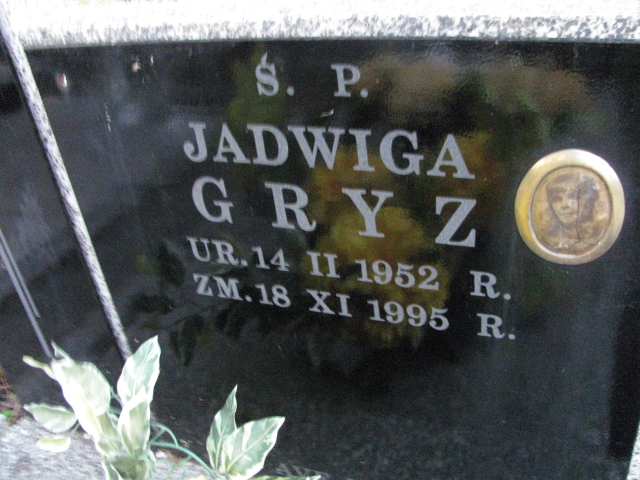 Ś. P.
JADWIGA
GRYZ
UR. 14 II 1952 R.
ZM. 18 XI 1995 R.